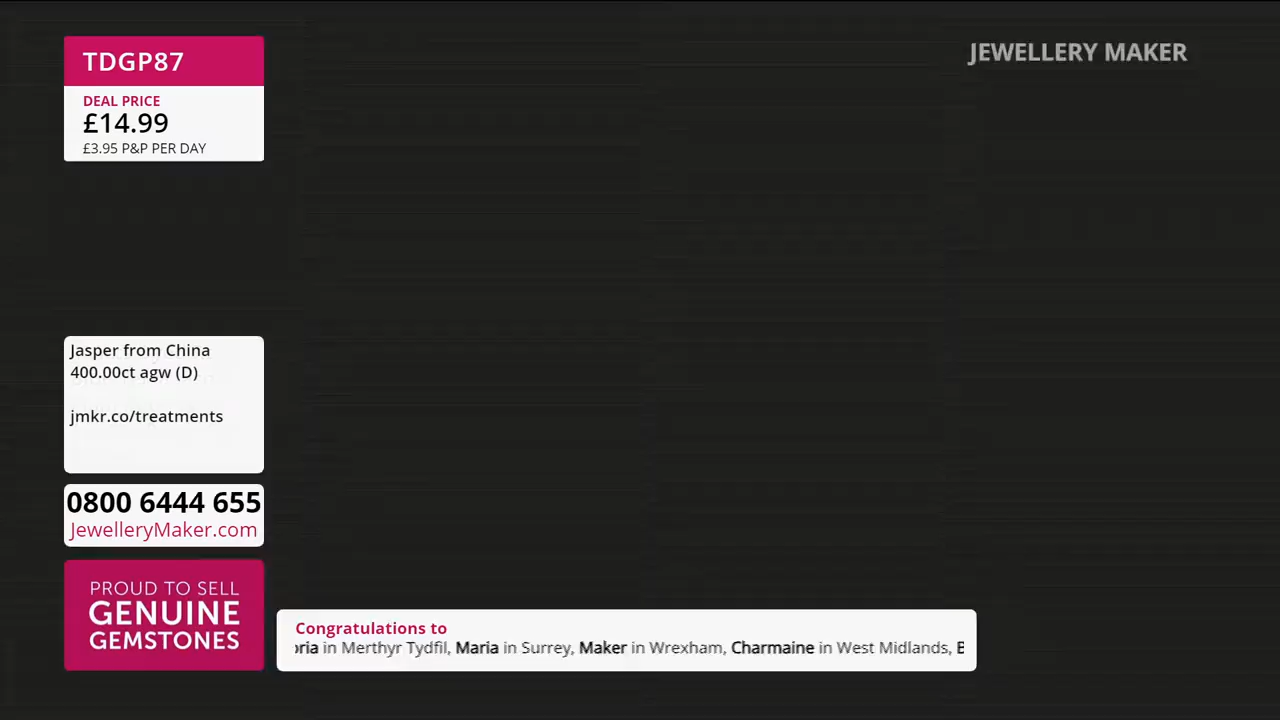 TDGP87
DEAL PRICE
£14.99
£3.95 P&P PER DAY
JEWELLERY MAKER
Jasper from China
400.00ct agw (D)
jmkr.co/treatments
0800 6444 655
JewelleryMaker.com
PROUD TO SELL
GENUINE
GEMSTONES
Congratulations to
in Merthyr Tydfil, Maria in Surrey, Maker in Wrexham, Charmaine in West Midlands,